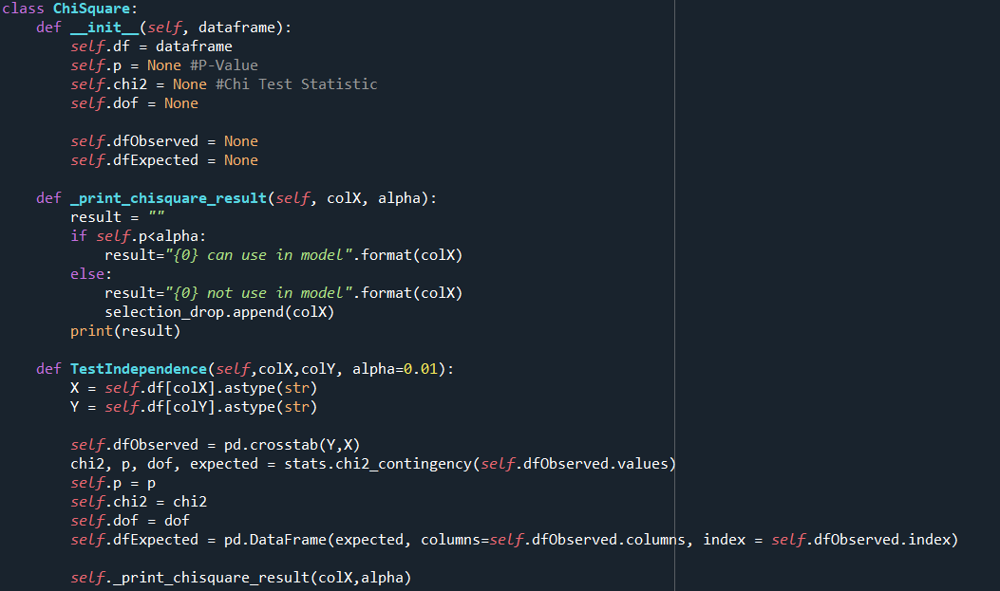 class ChiSquare:
    def __init__(self, dataframe):
        self.df = dataframe
        self.p = None #P-Value
        self.chi2 = None #Chi Test Statistic
        self.dof = None

        self.dfObserved = None
        self.dfExpected = None

    def _print_chisquare_result(self, colX, alpha):
        result = ""
        if self.p<alpha:
            result="{0} can use in model".format(colX)
        else:
            result="{0} not use in model".format(colX)
            selection_drop.append(colX)
        print(result)

    def TestIndependence(self,colX,colY, alpha=0.01):
        X = self.df[colX].astype(str)
        Y = self.df[colY].astype(str)

        self.dfObserved = pd.crosstab(Y,X)
        chi2, p, dof, expected = stats.chi2_contingency(self.dfObserved.values)
        self.p = p
        self.chi2 = chi2
        self.dof = dof
        self.dfExpected = pd.DataFrame(expected, columns=self.dfObserved.columns, index = self.dfObserved.index)

        self._print_chisquare_result(colX,alpha)